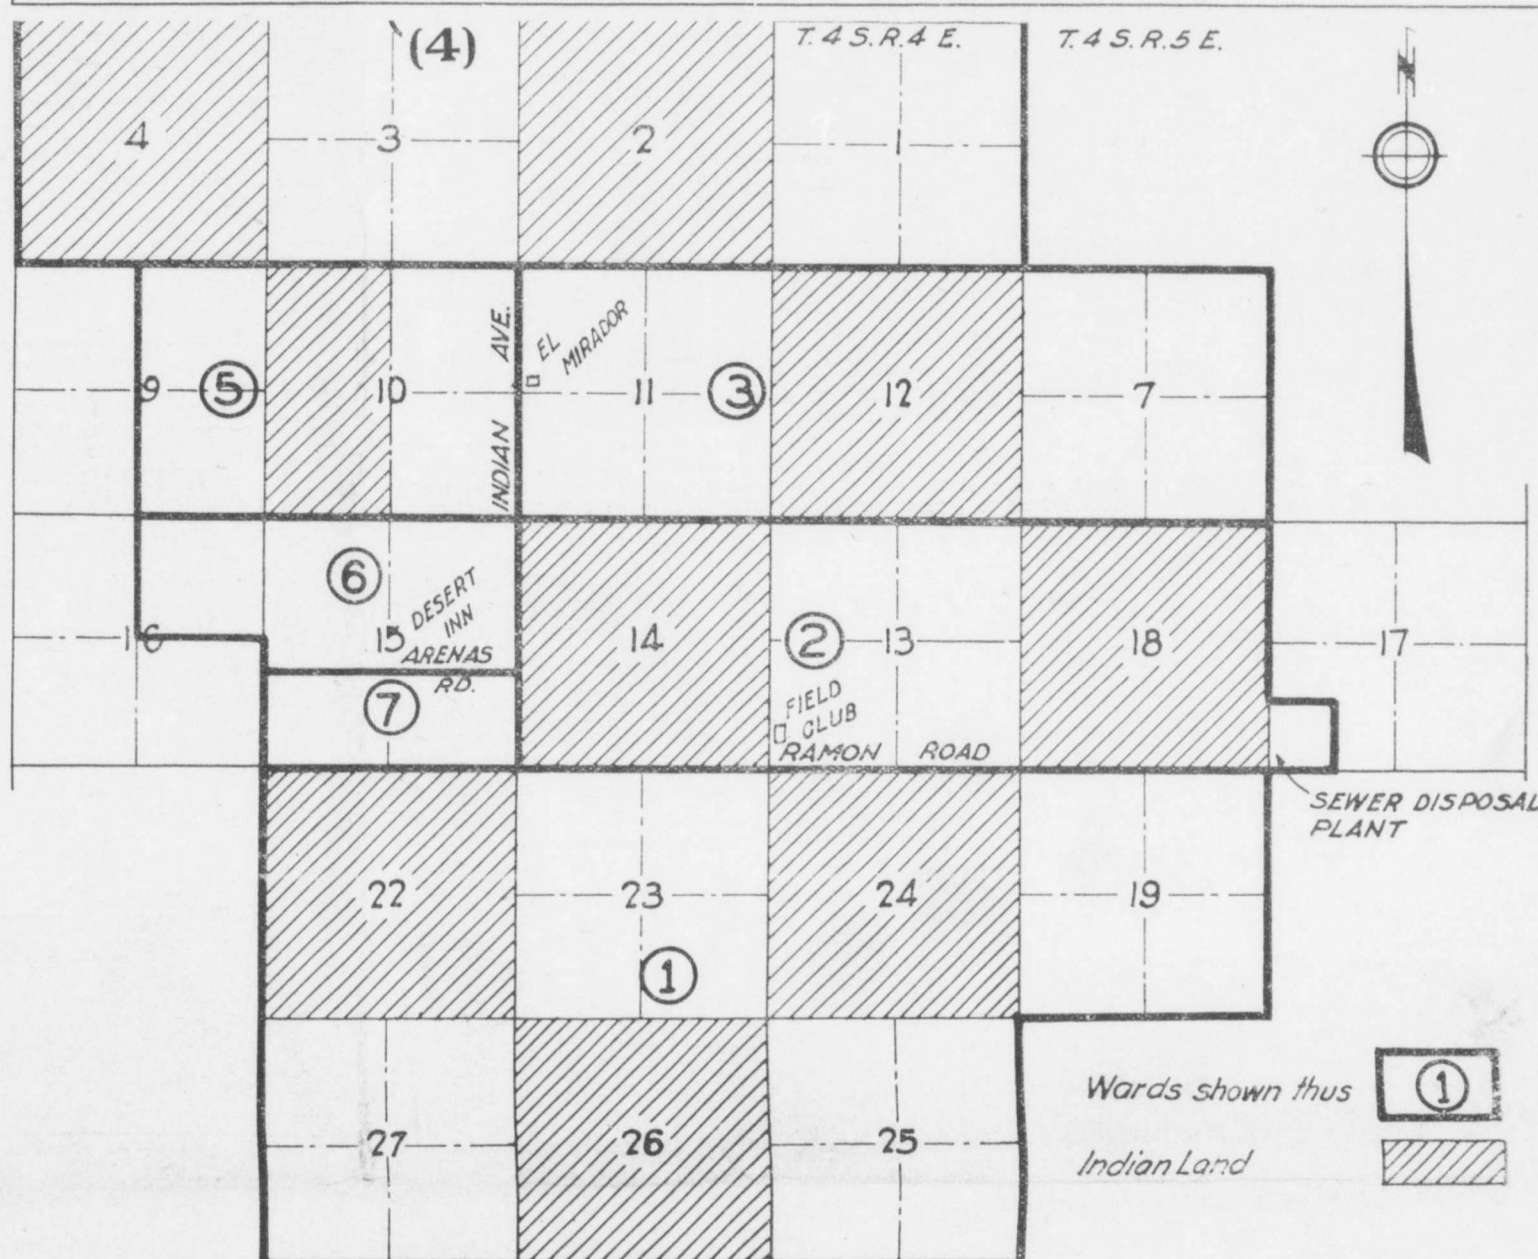 (4)
T. 4 S. R. 4 E.
T. 4 S. R. 5 E.
N
4
3
2
1
INDIAN AVE.
EL
MIRADOR
9
5
10
11
3
12
7
6
DESERT
INN
16
15
ARENAS
RD.
7
14
2
13
18
17
FIELD
CLUB
RAMON ROAD
SEWER DISPOSAL
PLANT
22
23
24
19
1
27
26
25
Wards shown thus
1
Indian Land